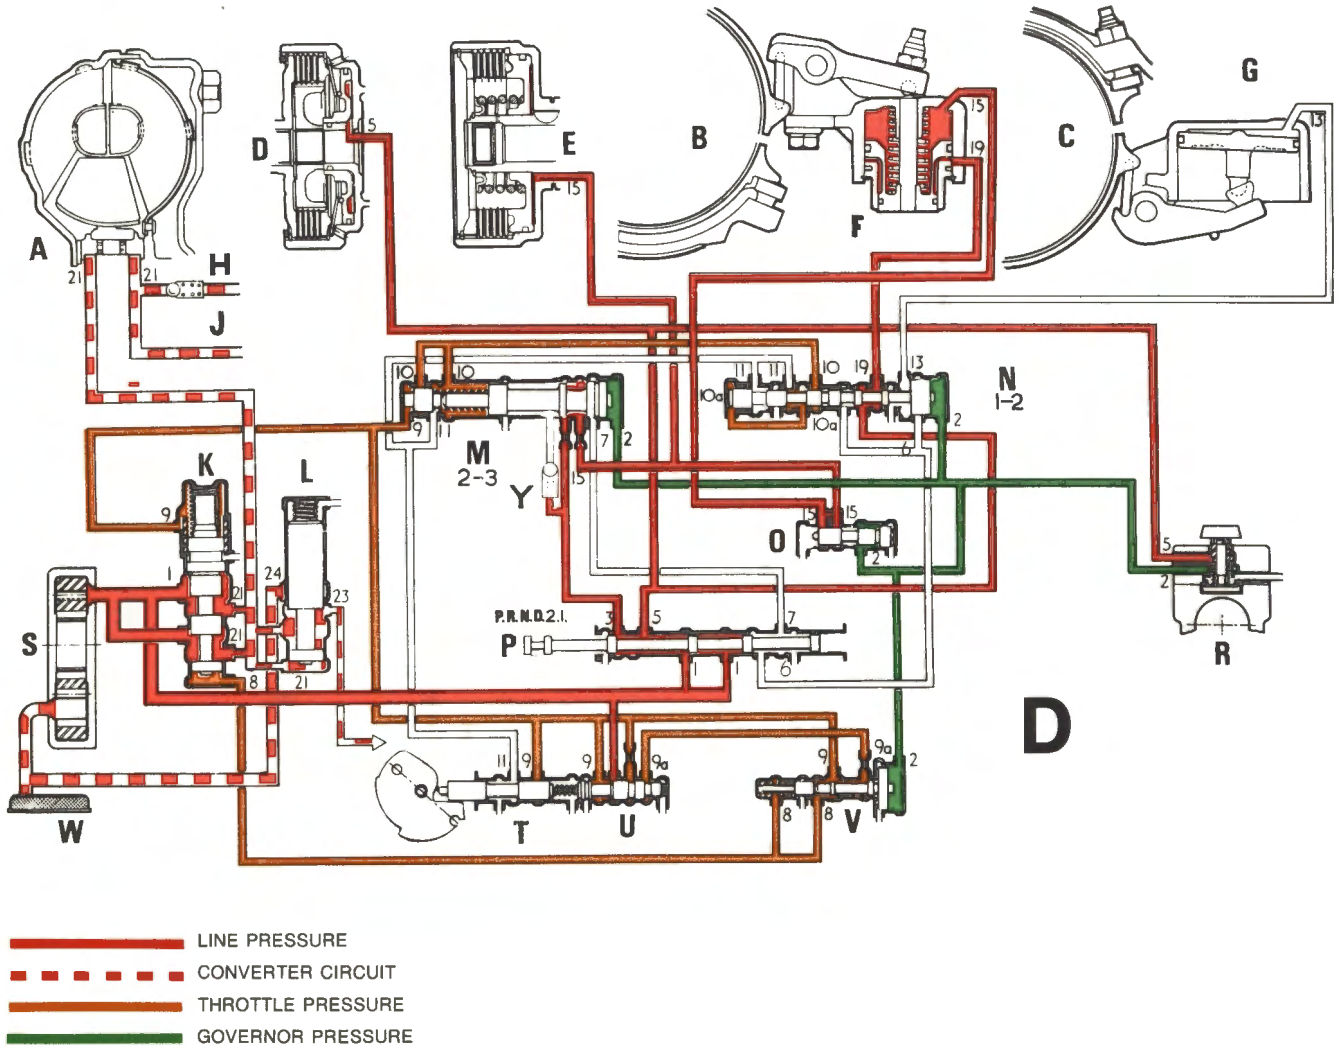 A
D
E
B
F
C
G
5
15
15
19
13
21
21
H
J
10
10
11
11
10
19
13
N
1-2
10a
10a
9
11
7
2
6
2
M
2-3
15
Y
K
L
9
15
15
O
2
5
2
R
1
24
21
23
21
8
21
S
P.R.N.D.2.1.
3
5
7
P
1
1
6
D
11
9
9
9a
9
9a
2
8
8
T
U
V
W
LINE PRESSURE
CONVERTER CIRCUIT
THROTTLE PRESSURE
GOVERNOR PRESSURE